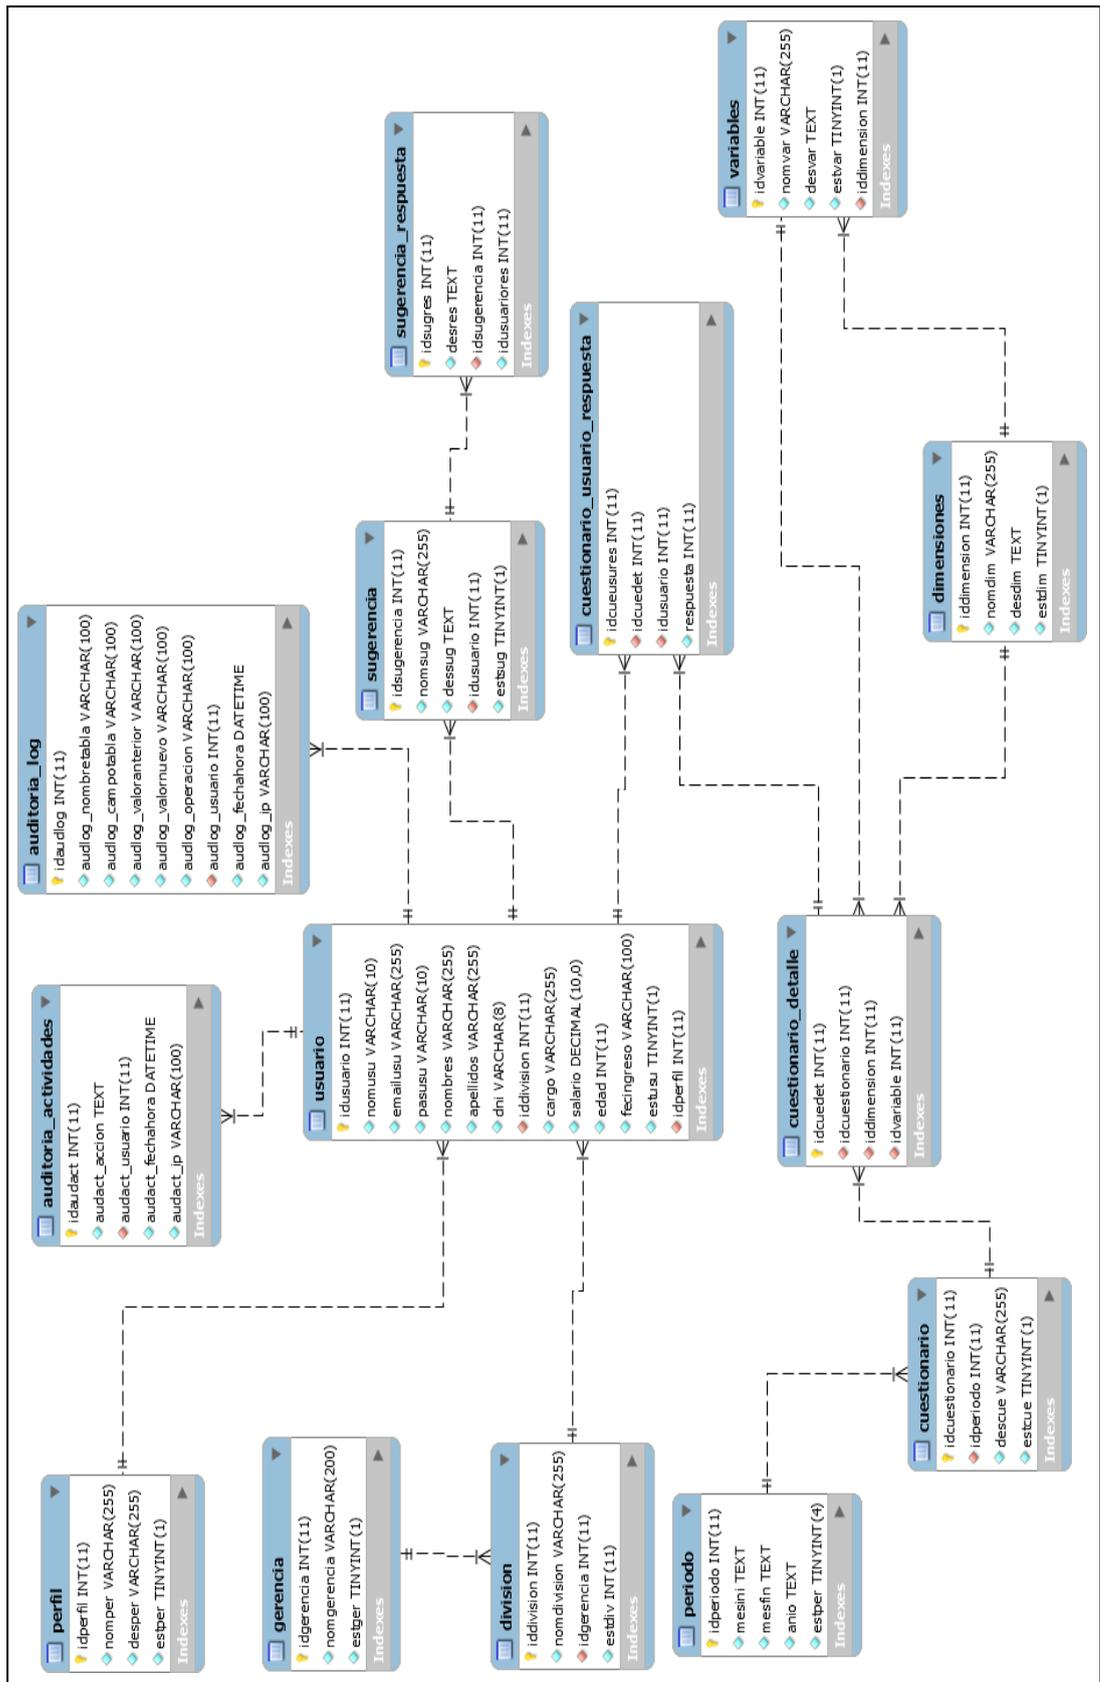 perfil
idperfil INT(11)
nomper VARCHAR(255)
desper VARCHAR(255)
estper TINYINT(1)
Indexes
gerencia
idgerencia INT(11)
nomgerencia VARCHAR(200)
estger TINYINT(1)
Indexes
division
iddivision INT(11)
nomdivision VARCHAR(255)
idgerencia INT(11)
estdiv INT(11)
Indexes
periodo
idperiodo INT(11)
mesini TEXT
mesfin TEXT
anio TEXT
estper TINYINT(4)
Indexes
cuestionario
idcuestionario INT(11)
idperiodo INT(11)
descue VARCHAR(255)
estcue TINYINT(1)
Indexes
auditoria_actividades
idaudact INT(11)
audact_accion TEXT
audact_usuario INT(11)
audact_fechahora DATETIME
audact_ip VARCHAR(100)
Indexes
usuario
idusuario INT(11)
nomusu VARCHAR(10)
emailusu VARCHAR(255)
pasusu VARCHAR(10)
nombres VARCHAR(255)
apellidos VARCHAR(255)
dni VARCHAR(8)
iddivision INT(11)
cargo VARCHAR(255)
salario DECIMAL(10,0)
edad INT(11)
fecingreso VARCHAR(100)
estusu TINYINT(1)
idperfil INT(11)
Indexes
cuestionario_detalle
idcuedet INT(11)
idcuestionario INT(11)
iddimension INT(11)
idvariable INT(11)
Indexes
auditoria_log
idaudlog INT(11)
audlog_nombretabla VARCHAR(100)
audlog_campotabla VARCHAR(100)
audlog_valoranterior VARCHAR(100)
audlog_valornuevo VARCHAR(100)
audlog_operacion VARCHAR(100)
audlog_usuario INT(11)
audlog_fechahora DATETIME
audlog_ip VARCHAR(100)
Indexes
sugerencia
idsugerencia INT(11)
nomsug VARCHAR(255)
dessug TEXT
idusuario INT(11)
estsug TINYINT(1)
Indexes
cuestionario_usuario_respuesta
idcueusures INT(11)
idcuedet INT(11)
idusuario INT(11)
respuesta INT(11)
Indexes
dimensiones
iddimension INT(11)
nomdim VARCHAR(255)
desdim TEXT
estdim TINYINT(1)
Indexes
sugerencia_respuesta
idsugres INT(11)
desres TEXT
idsugerencia INT(11)
idusuariores INT(11)
Indexes
variables
idvariable INT(11)
nomvar VARCHAR(255)
desvar TEXT
estvar TINYINT(1)
iddimension INT(11)
Indexes